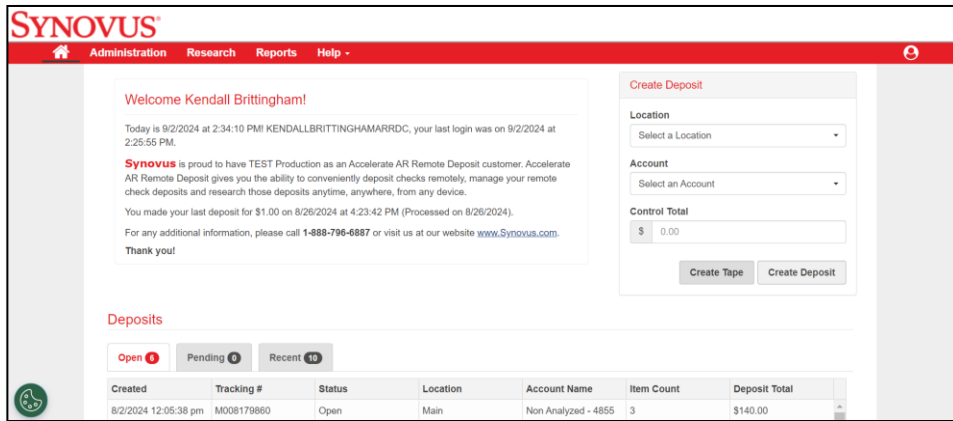 SYNOVUS®
Administration Research Reports Help
Welcome Kendall Brittingham!
Today is 9/2/2024 at 2:34:10 PM! KENDALLBRITTINGHAMARRDC, your last login was on 9/2/2024 at
2:25:55 PM.
Synovus is proud to have TEST Production as an Accelerate AR Remote Deposit customer. Accelerate
AR Remote Deposit gives you the ability to conveniently deposit checks remotely, manage your remote
check deposits and research those deposits anytime, anywhere, from any device.
You made your last deposit for $1.00 on 8/26/2024 at 4:23:42 PM (Processed on 8/26/2024).
For any additional information, please call 1-888-796-6887 or visit us at our website www.Synovus.com.
Thank you!
Create Deposit
Location
Select a Location
Account
Select an Account
Control Total
$ 0.00
Create Tape Create Deposit
Deposits
Open 6 Pending 0 Recent 10
Created Tracking # Status Location Account Name Item Count Deposit Total
8/2/2024 12:05:38 pm M008179860 Open Main Non Analyzed - 4855 3 $140.00